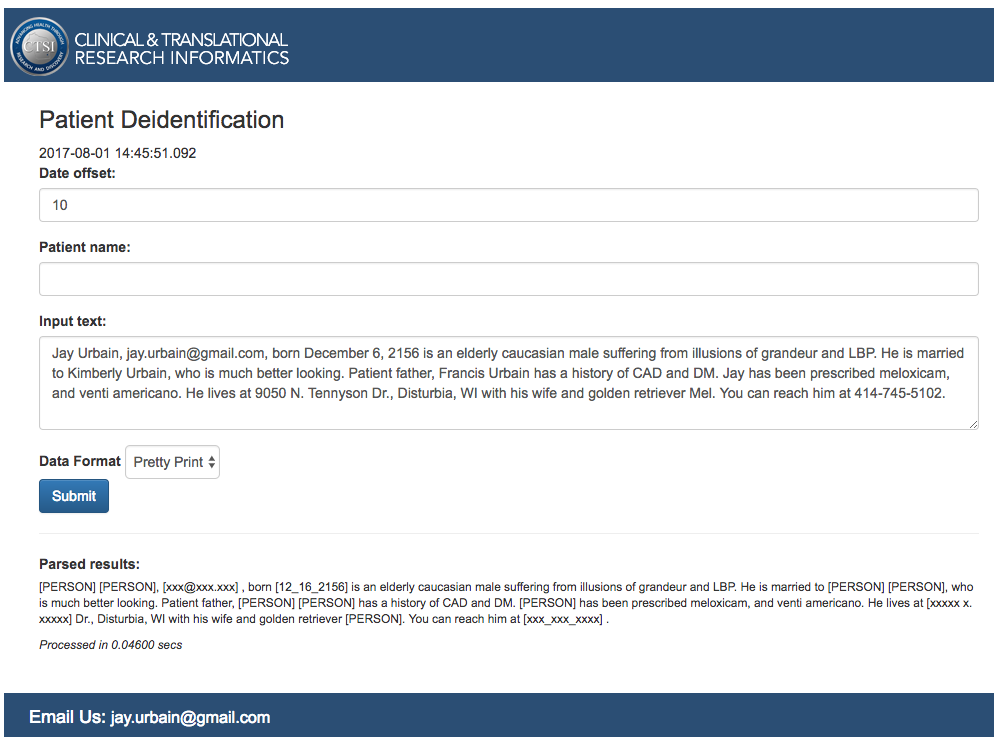 ADVANCING HEALTH THROUGH
CTSI
RESEARCH AND DISCOVERY
CLINICAL & TRANSLATIONAL
RESEARCH INFORMATICS
Patient Deidentification
2017-08-01 14:45:51.092
Date offset:
10
Patient name:
Input text:
Jay Urbain, jay.urbain@gmail.com, born December 6, 2156 is an elderly caucasian male suffering from illusions of grandeur and LBP. He is married
to Kimberly Urbain, who is much better looking. Patient father, Francis Urbain has a history of CAD and DM. Jay has been prescribed meloxicam,
and venti americano. He lives at 9050 N. Tennyson Dr., Disturbia, WI with his wife and golden retriever Mel. You can reach him at 414-745-5102.
Data Format Pretty Print
Submit
Parsed results:
[PERSON] [PERSON], [xxx@xxx.xxx] , born [12_16_2156] is an elderly caucasian male suffering from illusions of grandeur and LBP. He is married to [PERSON] [PERSON], who
is much better looking. Patient father, [PERSON] [PERSON] has a history of CAD and DM. [PERSON] has been prescribed meloxicam, and venti americano. He lives at [xxxxx x.
xxxxx] Dr., Disturbia, WI with his wife and golden retriever [PERSON]. You can reach him at [xxx_xxx_xxxx] .
Processed in 0.04600 secs
Email Us: jay.urbain@gmail.com